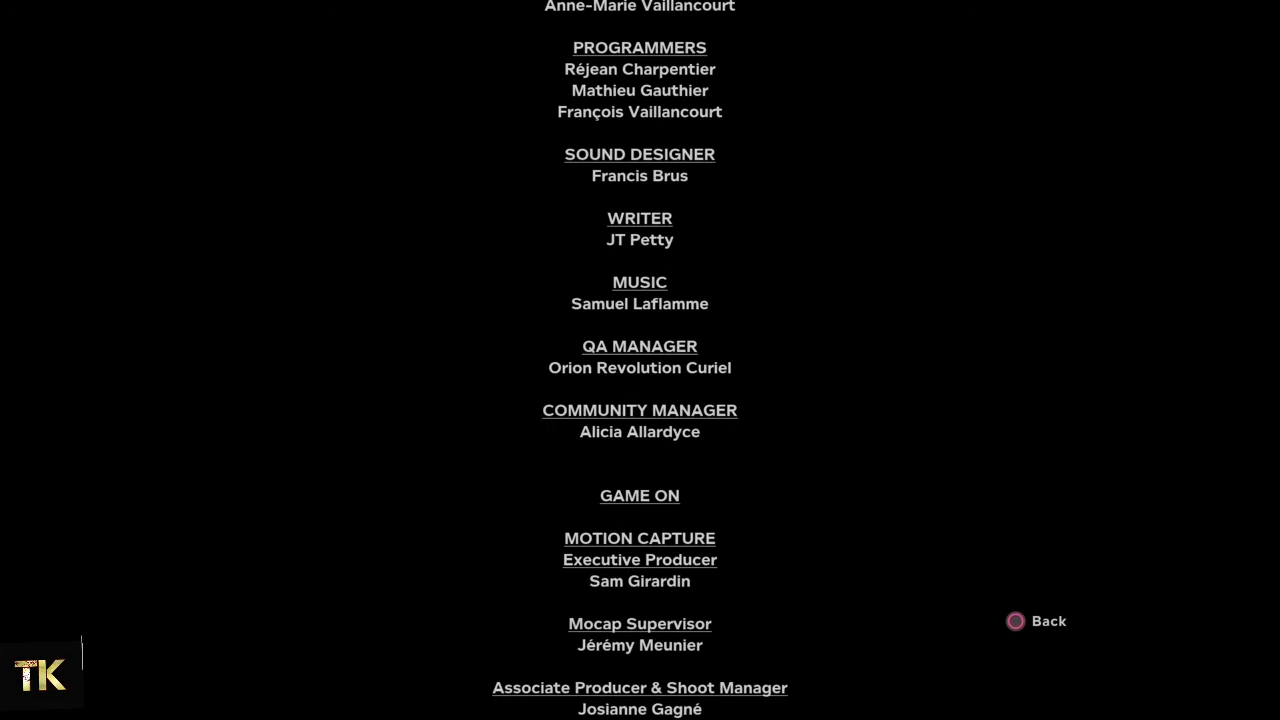 Anne-Marie Vaillancourt
PROGRAMMERS
Réjean Charpentier
Mathieu Gauthier
François Vaillancourt
SOUND DESIGNER
Francis Brus
WRITER
JT Petty
MUSIC
Samuel Laflamme
QA MANAGER
Orion Revolution Curiel
COMMUNITY MANAGER
Alicia Allardyce
GAME ON
MOTION CAPTURE
Executive Producer
Sam Girardin
Mocap Supervisor
Jérémy Meunier
Associate Producer & Shoot Manager
Josianne Gagné
Back
TK